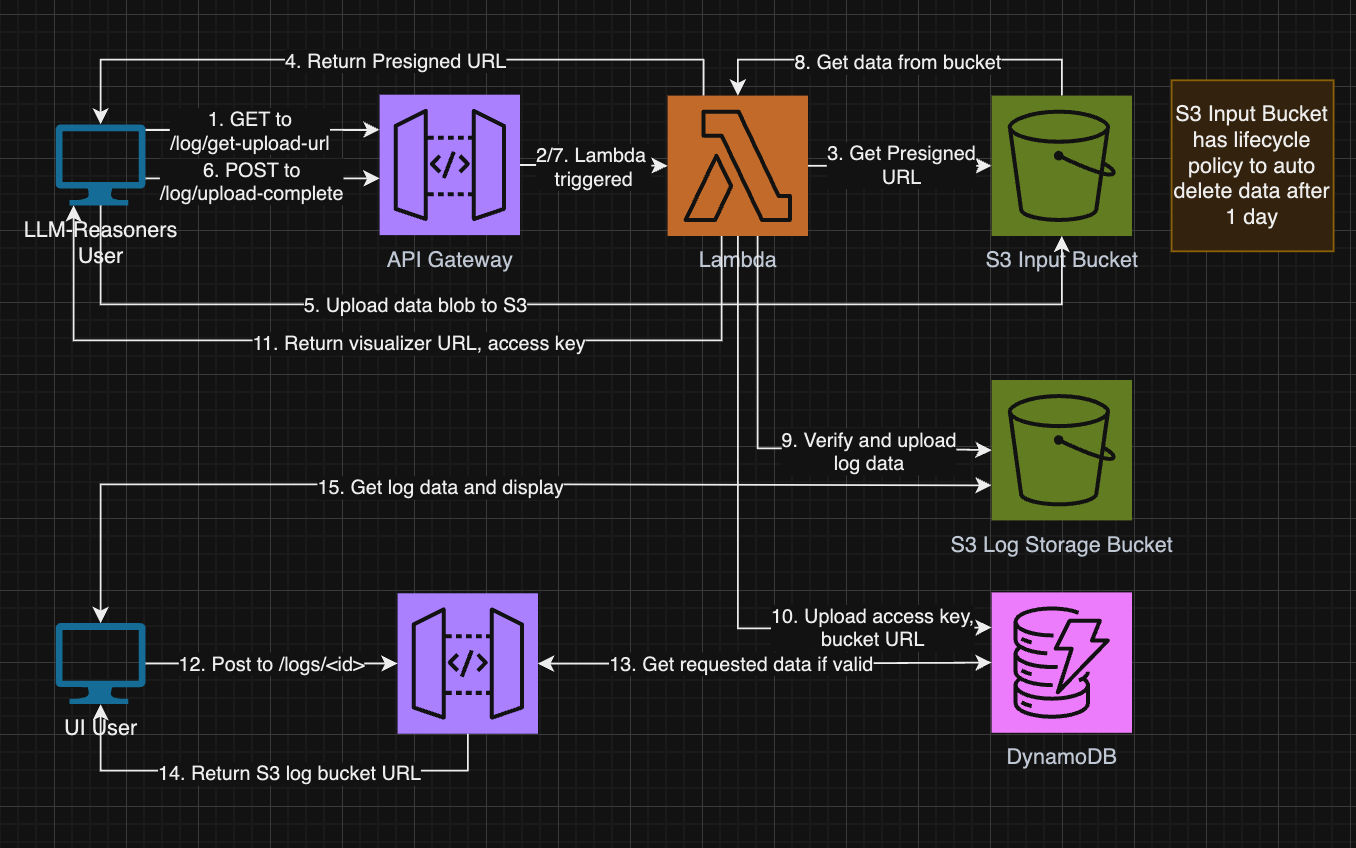 4. Return Presigned URL
8. Get data from bucket
1. GET to
/log/get-upload-url
6. POST to
/log/upload-complete
2/7. Lambda
triggered
3. Get Presigned
URL
S3 Input Bucket
has lifecycle
policy to auto
delete data after
1 day
</>
LLM-Reasoners
User
API Gateway
Lambda
S3 Input Bucket
5. Upload data blob to S3
11. Return visualizer URL, access key
9. Verify and upload
log data
15. Get log data and display
S3 Log Storage Bucket
10. Upload access key,
bucket URL
12. Post to /logs/<id>
</>
13. Get requested data if valid
UI User
DynamoDB
14. Return S3 log bucket URL